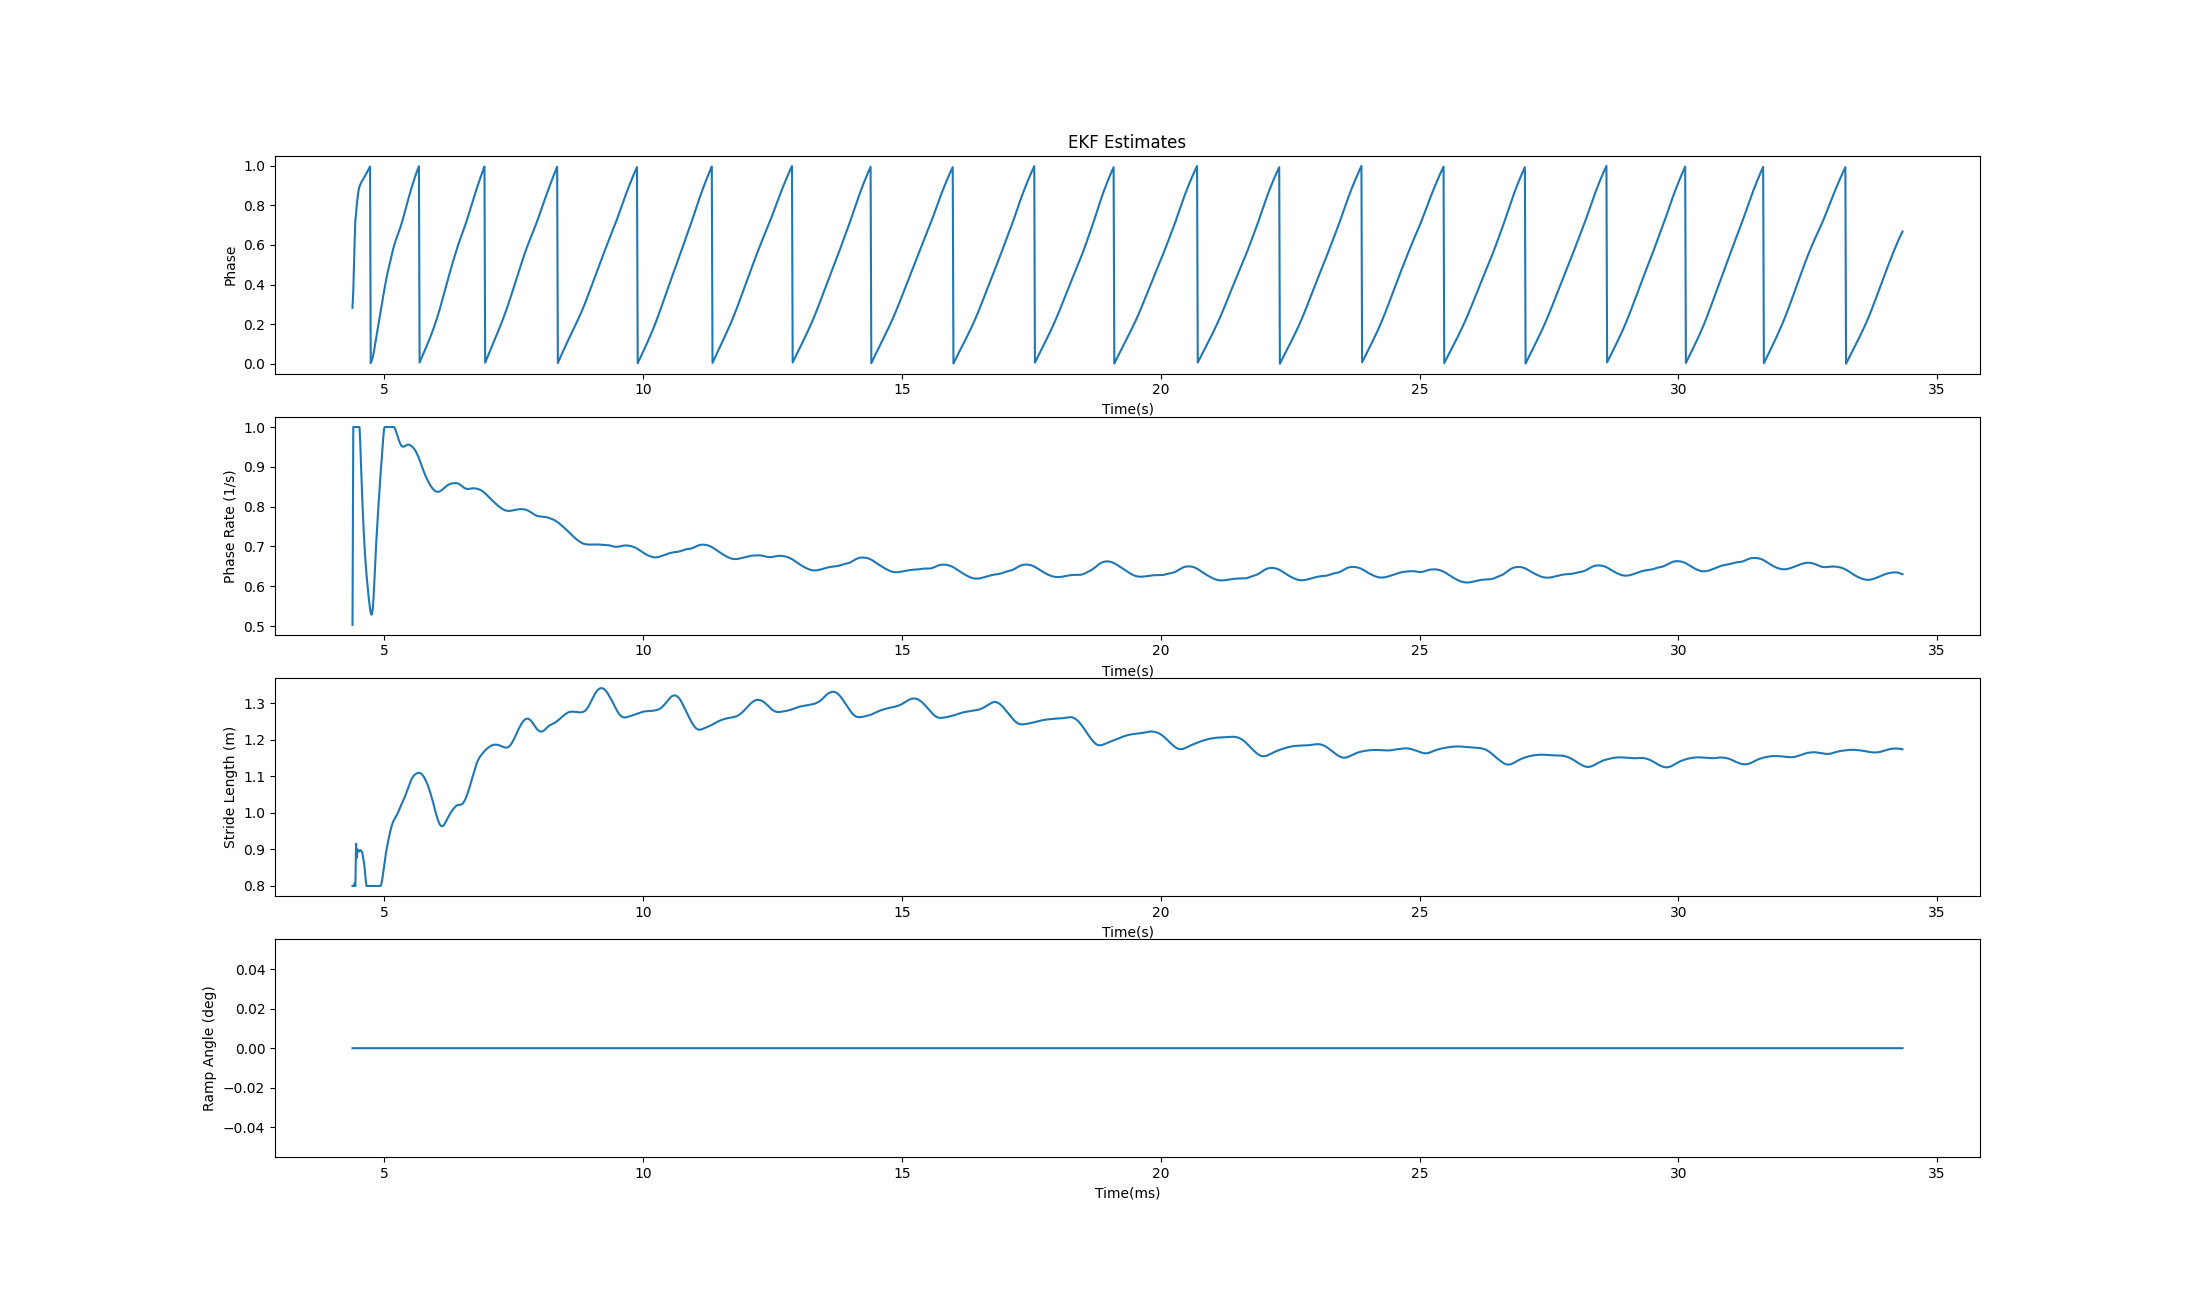 EKF Estimates
1.0
0.8
0.6
0.4
0.2
0.0
Phase
5 10 15 20 25 30 35
Time(s)
1.0
0.9
0.8
0.7
0.6
0.5
Phase Rate (1/s)
5 10 15 20 25 30 35
Time(s)
1.3
1.2
1.1
1.0
0.9
0.8
Stride Length (m)
5 10 15 20 25 30 35
Time(s)
0.04
0.02
0.00
−0.02
−0.04
Ramp Angle (deg)
5 10 15 20 25 30 35
Time(ms)